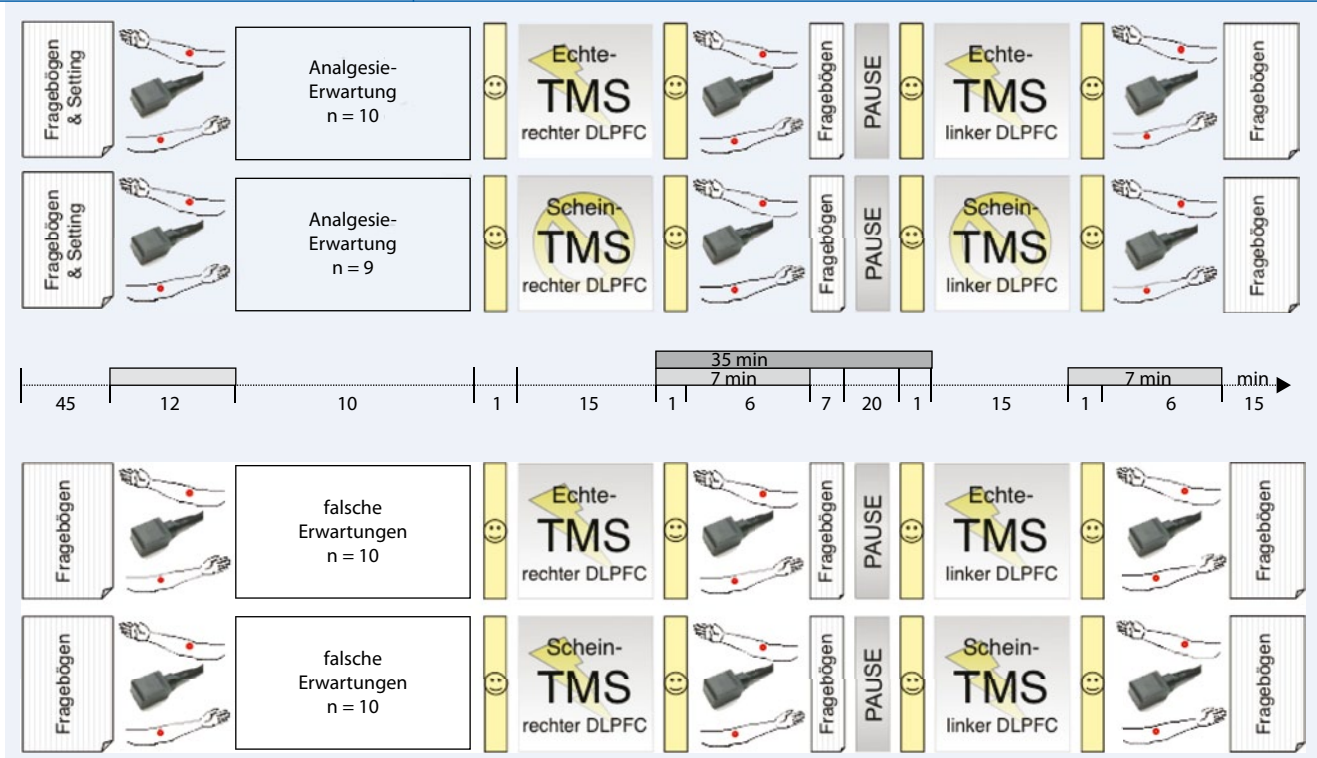 Fragebögen
& Setting
Analgesie-
Erwartung
n = 10
Echte-
TMS
rechter DLPFC
Fragebögen
PAUSE
Echte-
TMS
linker DLPFC
Fragebögen
Fragebögen
& Setting
Analgesie-
Erwartung
n = 9
Schein-
TMS
rechter DLPFC
Fragebögen
PAUSE
Schein-
TMS
linker DLPFC
Fragebögen
35 min
7 min
7 min
min
45 12 10 1 15 1 6 7 20 1 15 1 6 15
Fragebögen
falsche
Erwartungen
n = 10
Echte-
TMS
rechter DLPFC
Fragebögen
PAUSE
Echte-
TMS
linker DLPFC
Fragebögen
Fragebögen
falsche
Erwartungen
n = 10
Schein-
TMS
rechter DLPFC
Fragebögen
PAUSE
Schein-
TMS
linker DLPFC
Fragebögen